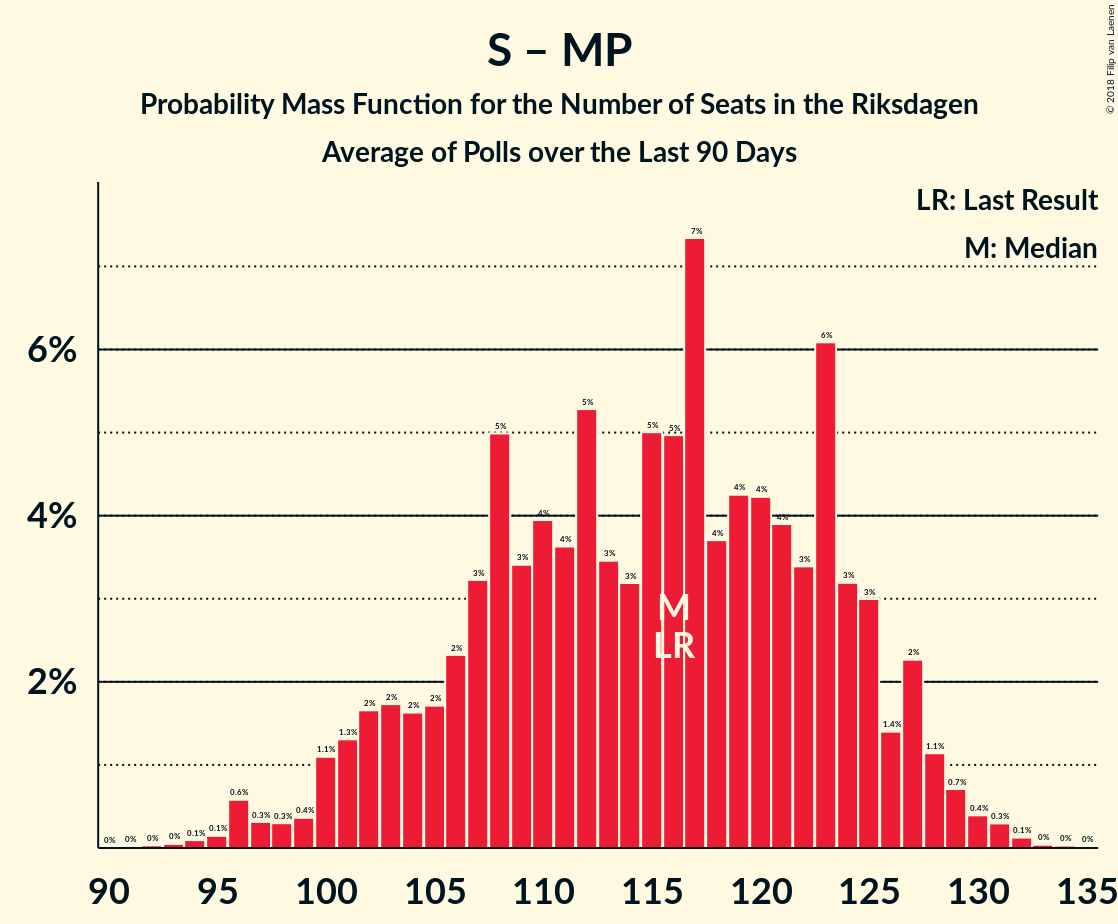 S – MP
Probability Mass Function for the Number of Seats in the Riksdagen
Average of Polls over the Last 90 Days
© 2018 Filip van Laenen
LR: Last Result
M: Median
6%
4%
2%
0% 0% 0% 0% 0.1% 0.1% 0.6% 0.3% 0.3% 0.4% 1.1% 1.3% 2% 2% 2% 2% 2% 3% 5% 3% 4% 4% 5% 3% 3% 5% 5% 7% 4% 4% 4% 4% 3% 6% 3% 3% 1.4% 2% 1.1% 0.7% 0.4% 0.3% 0.1% 0% 0% 0%
M
LR
90 95 100 105 110 115 120 125 130 135